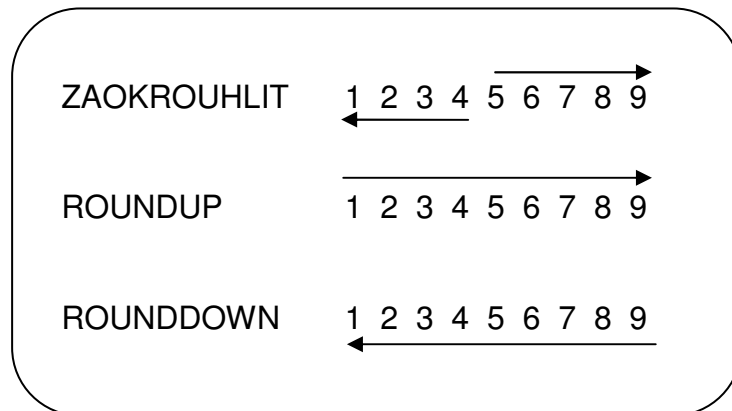 ZAOKROUHLIT 1 2 3 4 5 6 7 8 9
ROUNDUP 1 2 3 4 5 6 7 8 9
ROUNDDOWN 1 2 3 4 5 6 7 8 9